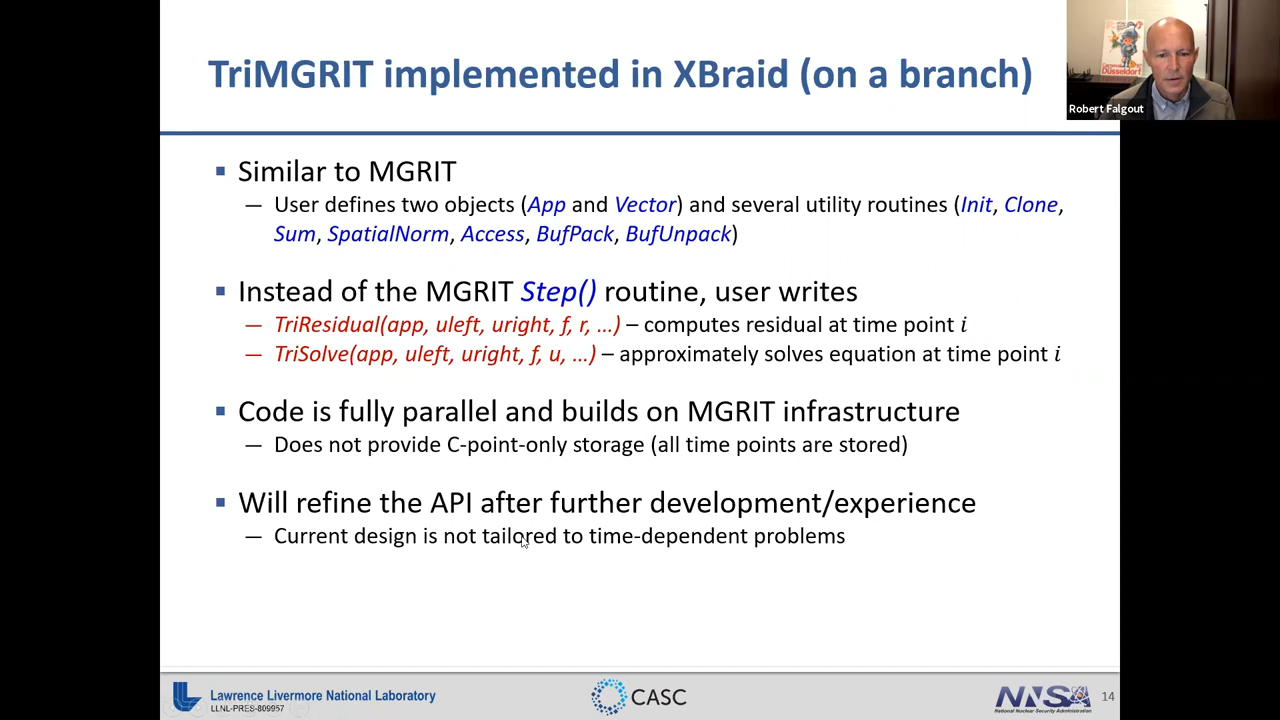 TriMGRIT implemented in XBraid (on a branch)
Düsseldorf
Robert Falgout
▪ Similar to MGRIT
— User defines two objects (App and Vector) and several utility routines (Init, Clone,
Sum, SpatialNorm, Access, BufPack, BufUnpack)
▪ Instead of the MGRIT Step() routine, user writes
— TriResidual(app, uleft, uright, f, r, …) – computes residual at time point i
— TriSolve(app, uleft, uright, f, u, …) – approximately solves equation at time point i
▪ Code is fully parallel and builds on MGRIT infrastructure
— Does not provide C-point-only storage (all time points are stored)
▪ Will refine the API after further development/experience
— Current design is not tailored to time-dependent problems
Lawrence Livermore National Laboratory
LLNL-PRES-809957
CASC
NNSA
National Nuclear Security Administration
14